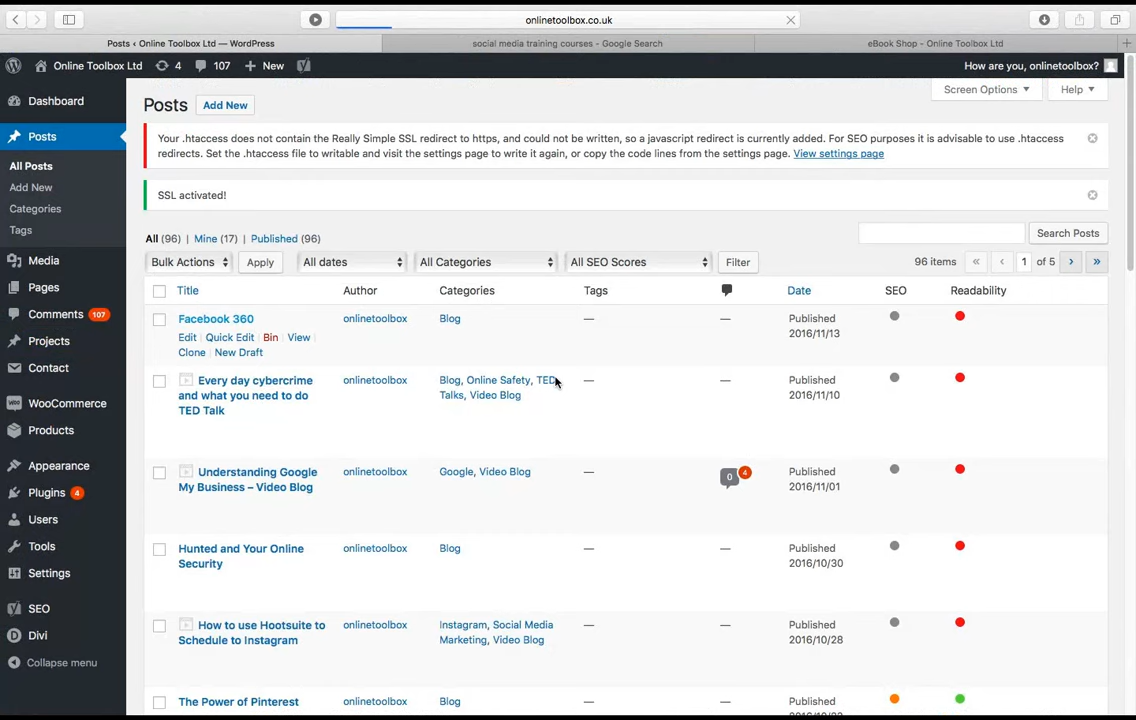 onlinetoolbox.co.uk
Posts ‹ Online Toolbox Ltd — WordPress
social media training courses - Google Search
eBook Shop - Online Toolbox Ltd
Online Toolbox Ltd 4 107 New
How are you, onlinetoolbox?
Dashboard
Posts
All Posts
Add New
Categories
Tags
Media
Pages
Comments 107
Projects
Contact
WooCommerce
Products
Appearance
Plugins 4
Users
Tools
Settings
SEO
Divi
Collapse menu
Posts Add New
Screen Options Help
Your .htaccess does not contain the Really Simple SSL redirect to https, and could not be written, so a javascript redirect is currently added. For SEO purposes it is advisable to use .htaccess
redirects. Set the .htaccess file to writable and visit the settings page to write it again, or copy the code lines from the settings page. View settings page
SSL activated!
All (96) | Mine (17) | Published (96)
Search Posts
Bulk Actions Apply All dates All Categories All SEO Scores Filter 96 items « ‹ 1 of 5 › »
Title Author Categories Tags Date SEO Readability
Facebook 360 onlinetoolbox Blog — — Published
2016/11/13
Edit | Quick Edit | Bin | View |
Clone | New Draft
Every day cybercrime onlinetoolbox Blog, Online Safety, TED — — Published
and what you need to do Talks, Video Blog 2016/11/10
TED Talk
Understanding Google onlinetoolbox Google, Video Blog — 0 4 Published
My Business – Video Blog 2016/11/01
Hunted and Your Online onlinetoolbox Blog — — Published
Security 2016/10/30
How to use Hootsuite to onlinetoolbox Instagram, Social Media — — Published
Schedule to Instagram Marketing, Video Blog 2016/10/28
The Power of Pinterest onlinetoolbox Blog — — Published